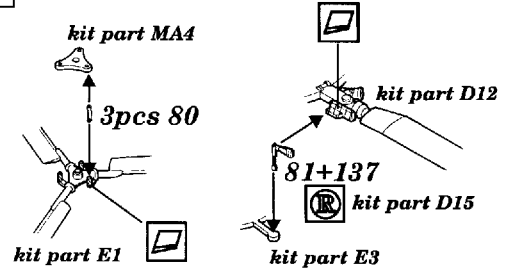 kit part MA4
3pcs 80
kit part E1
kit part D12
81+137
R
kit part D15
kit part E3